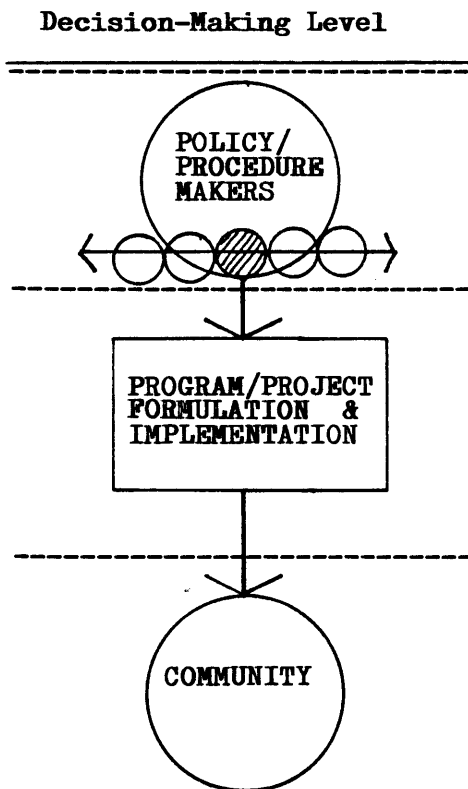 Decision-Making Level
POLICY/
PROCEDURE
MAKERS
PROGRAM/PROJECT
FORMULATION &
IMPLEMENTATION
COMMUNITY